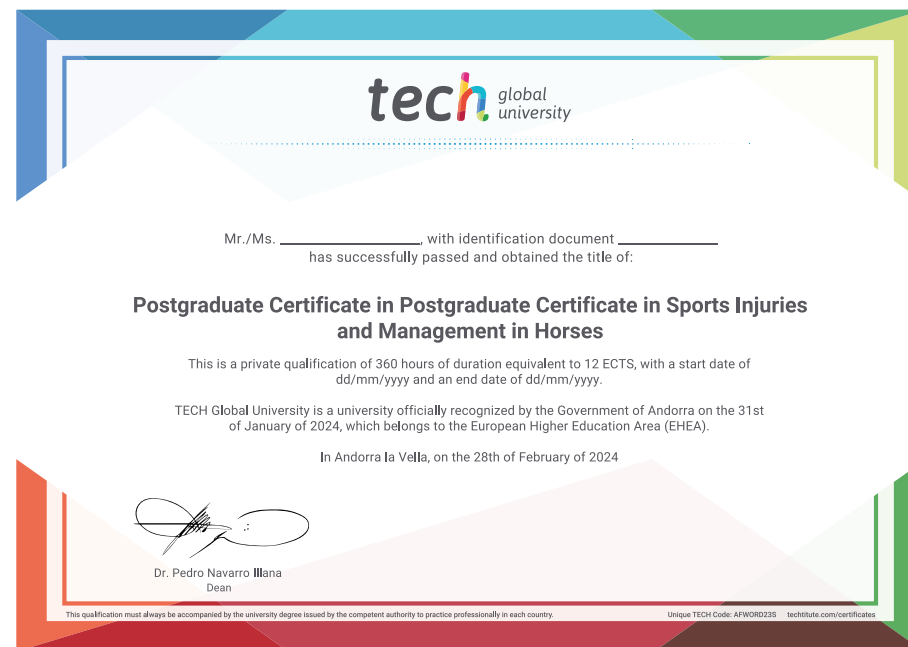 tech global university
Mr./Ms. ____________________, with identification document ______________
has successfully passed and obtained the title of:
Postgraduate Certificate in Postgraduate Certificate in Sports Injuries
and Management in Horses
This is a private qualification of 360 hours of duration equivalent to 12 ECTS, with a start date of
dd/mm/yyyy and an end date of dd/mm/yyyy.
TECH Global University is a university officially recognized by the Government of Andorra on the 31st
of January of 2024, which belongs to the European Higher Education Area (EHEA).
In Andorra la Vella, on the 28th of February of 2024
Dr. Pedro Navarro Illana
Dean
This qualification must always be accompanied by the university degree issued by the competent authority to practice professionally in each country. Unique TECH Code: AFWORD23S techtitute.com/certificates